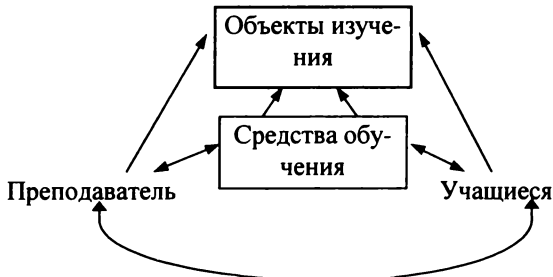 Объекты изуче-
ния
Средства обу-
чения
Преподаватель
Учащиеся